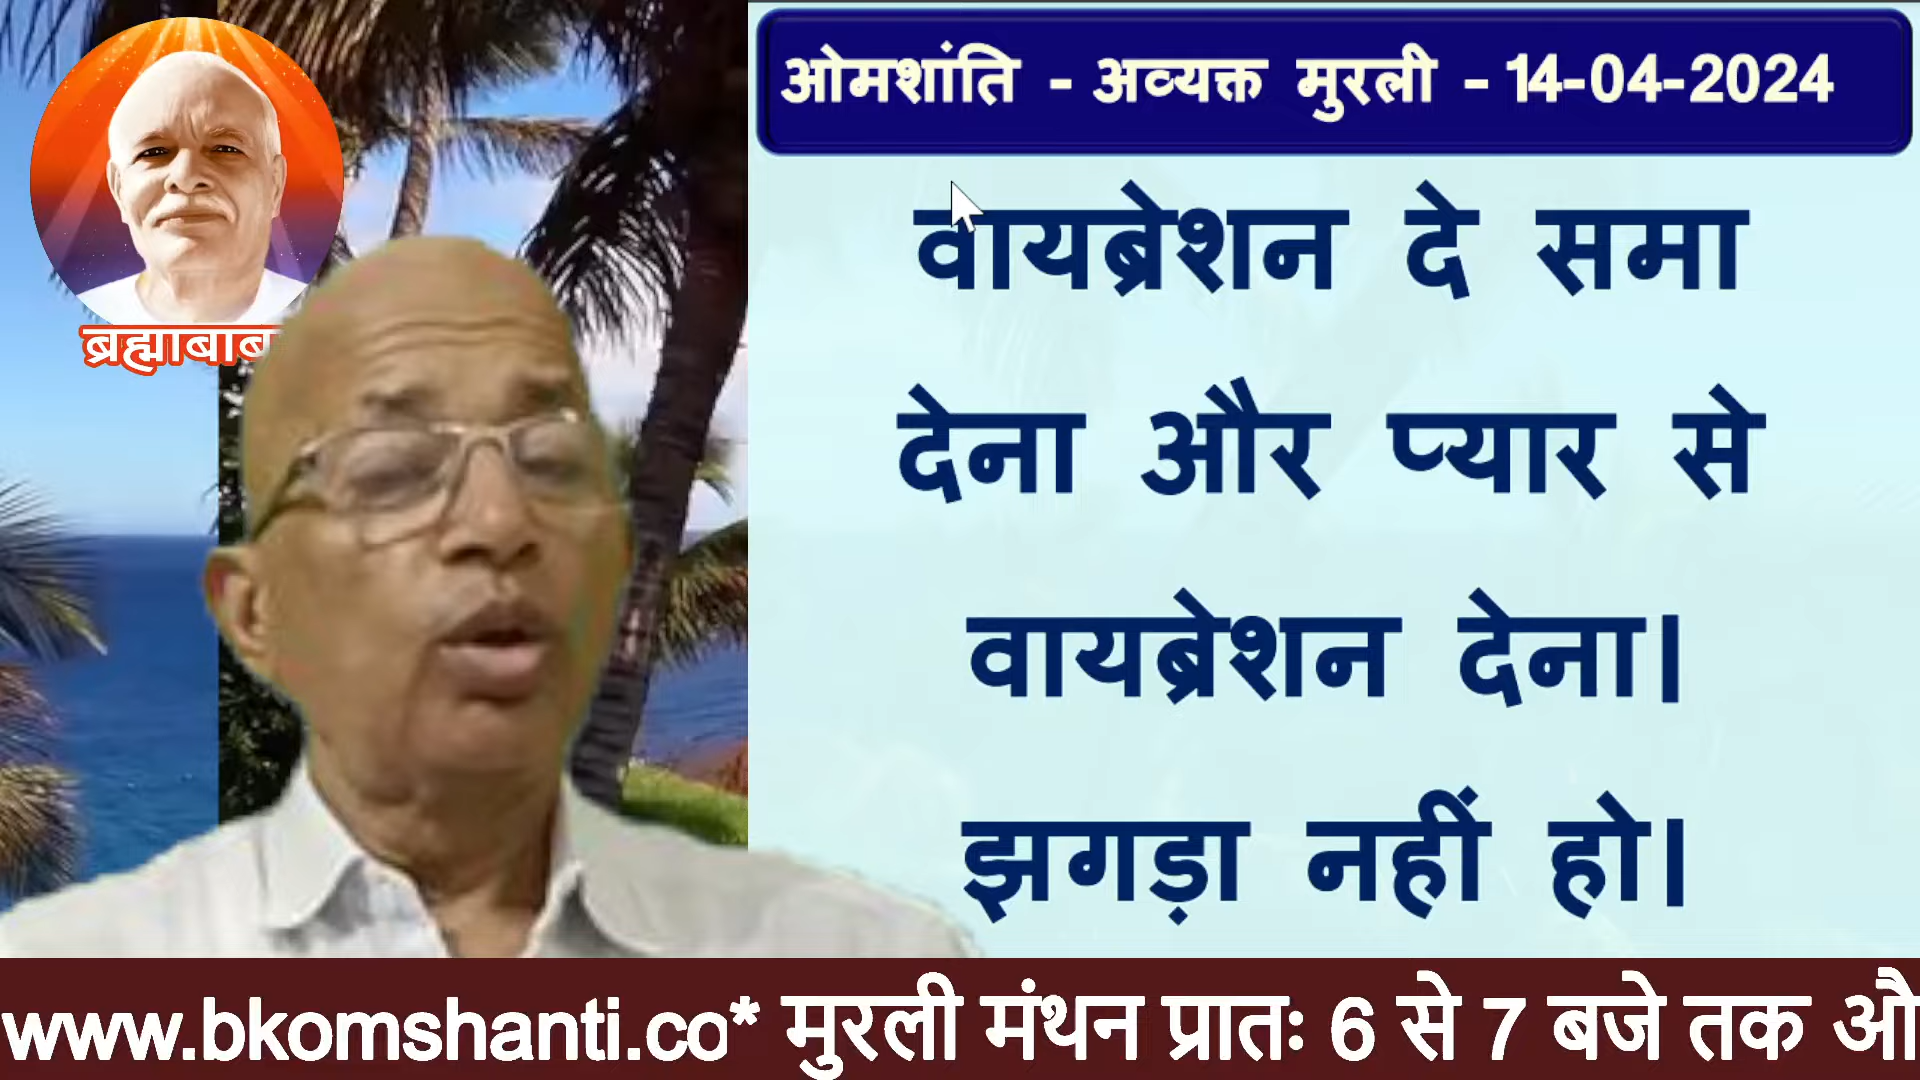 ओमशांति - अव्यक्त मुरली - 14-04-2024
ब्रह्माबाब
वायब्रेशन दे समा
देना और प्यार से
वायब्रेशन देना।
झगड़ा नहीं हो।
www.bkomshanti.co* मुरली मंथन प्रातः 6 से 7 बजे तक औ